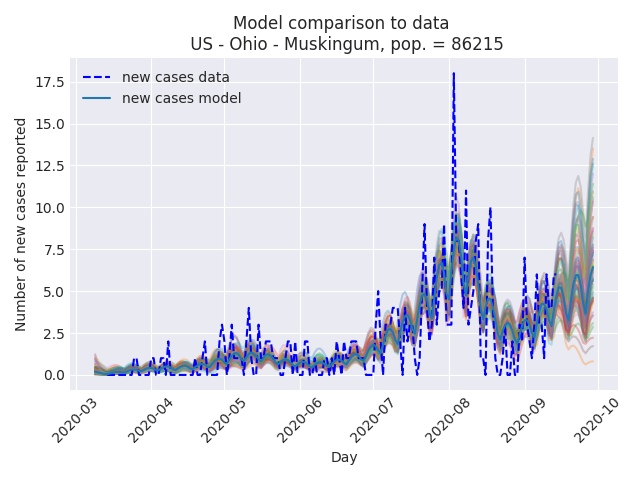 Model comparison to data
US - Ohio - Muskingum, pop. = 86215
new cases data
new cases model
Number of new cases reported
17.5
15.0
12.5
10.0
7.5
5.0
2.5
0.0
2020-03
2020-04
2020-05
2020-06
2020-07
2020-08
2020-09
2020-10
Day